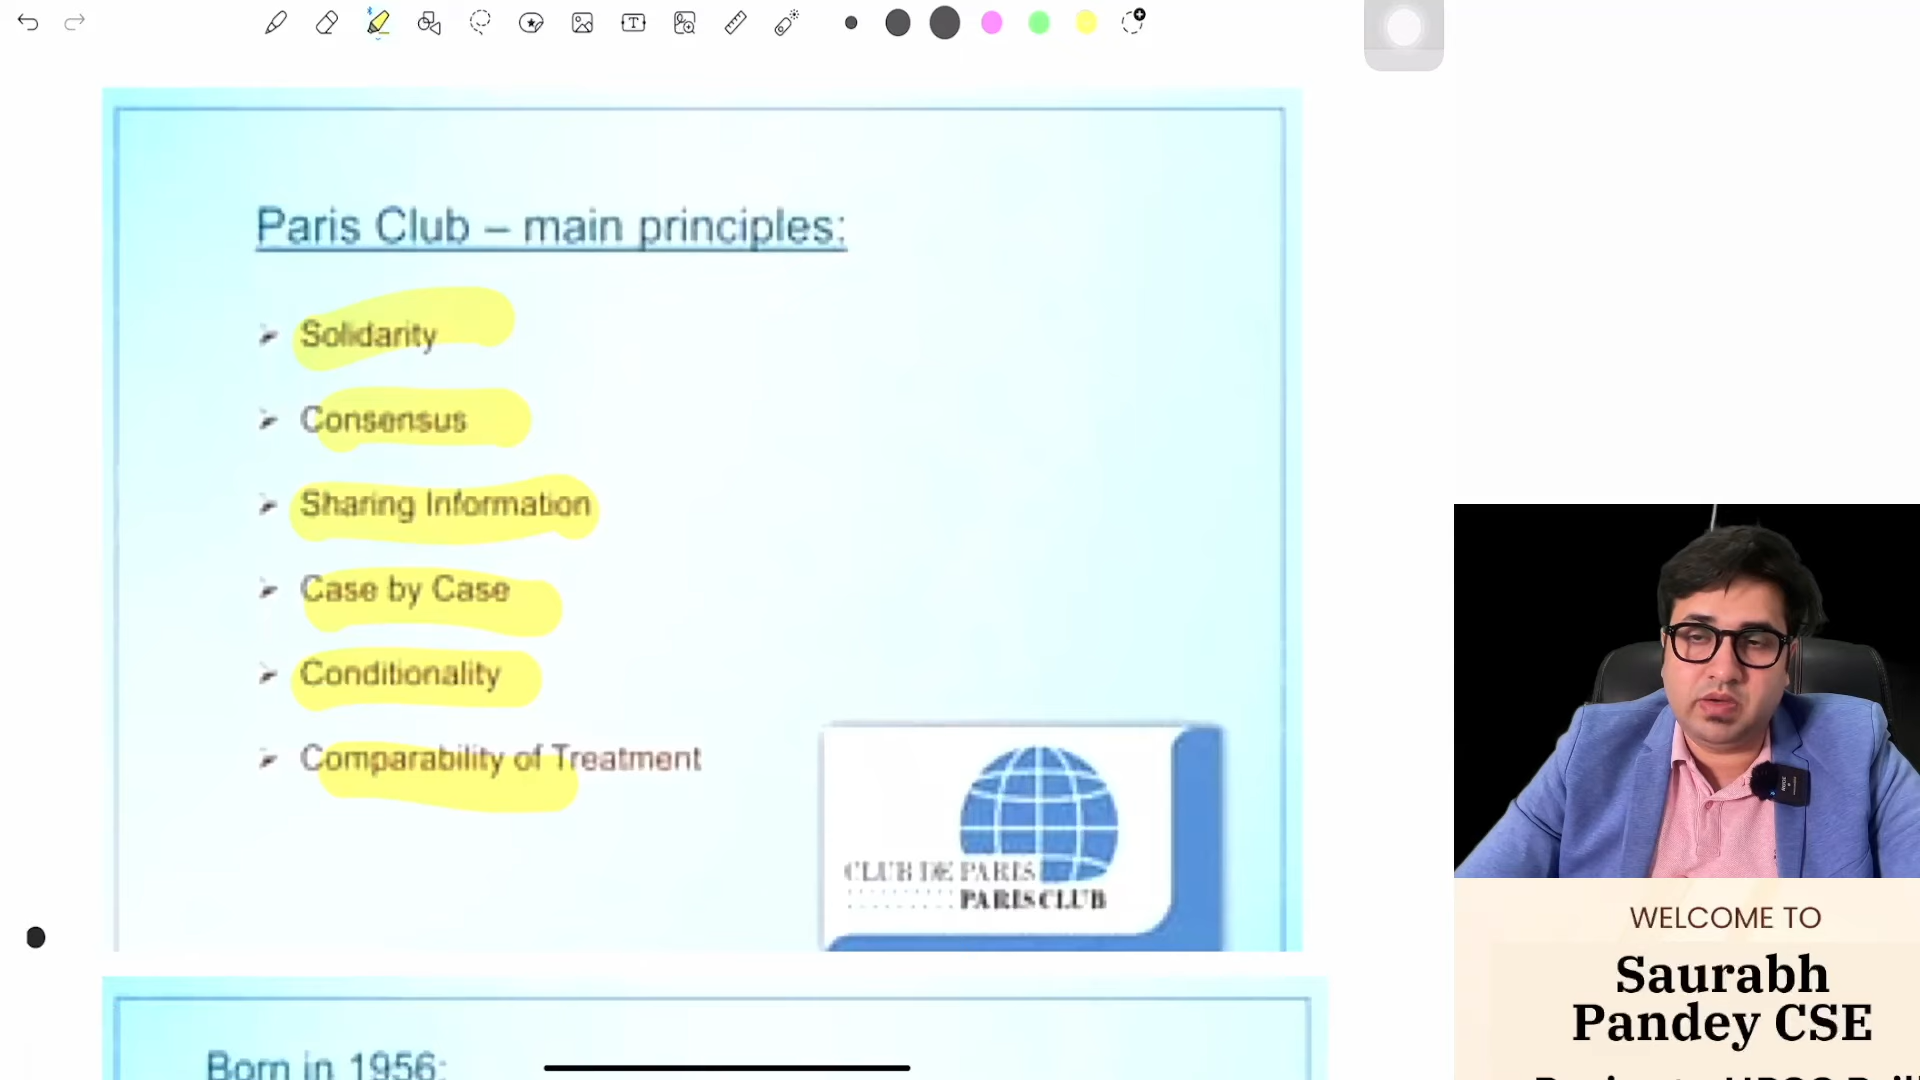 Paris Club – main principles:
➢ Solidarity
➢ Consensus
➢ Sharing Information
➢ Case by Case
➢ Conditionality
➢ Comparability of Treatment
CLUB DE PARIS
PARIS CLUB
Born in 1956:
WELCOME TO
Saurabh
Pandey CSE